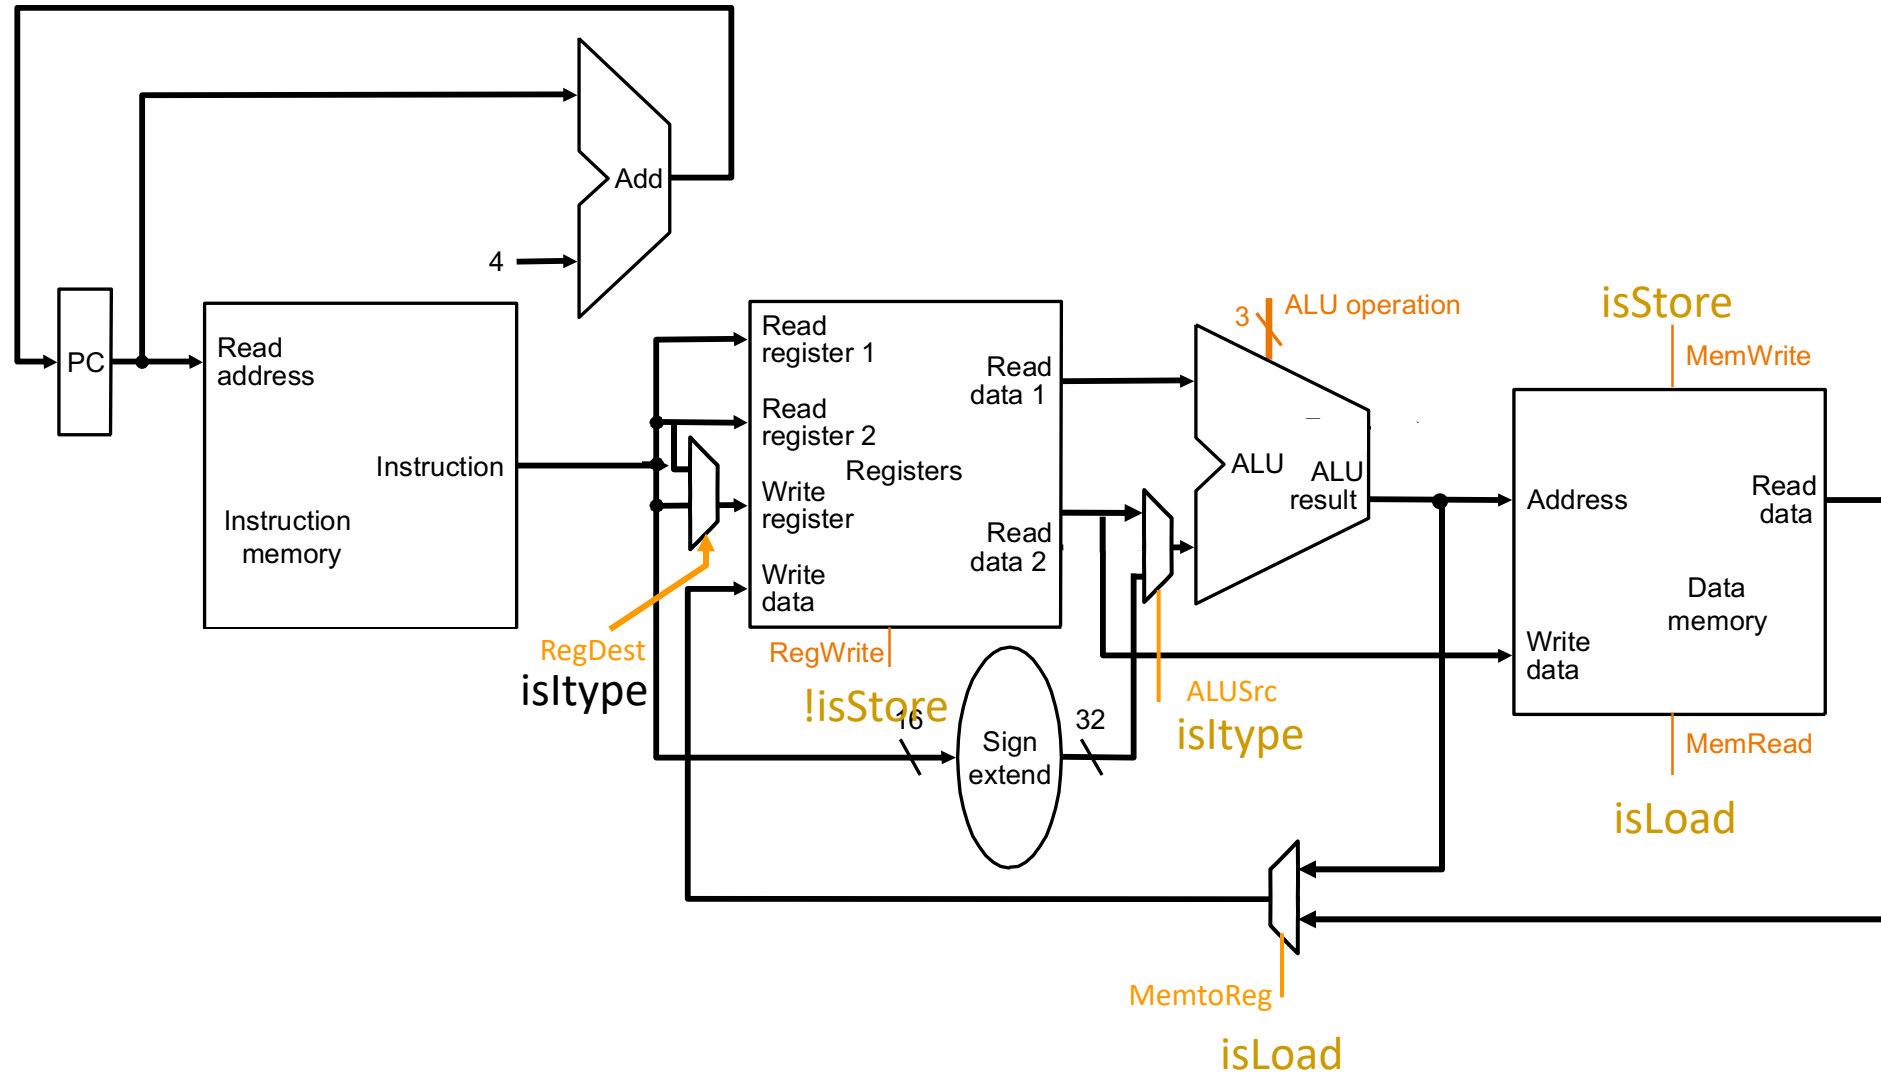 Add
4
PC
Read
address
Instruction
Instruction
memory
Read
register 1
Read
register 2
Registers
Write
register
Write
data
Read
data 1
Read
data 2
RegDest
isItype
RegWrite
!isStore
16
Sign
extend
32
3
ALU operation
ALU
ALU
result
ALUSrc
isItype
isStore
MemWrite
Address
Read
data
Data
memory
Write
data
MemRead
isLoad
MemtoReg
isLoad